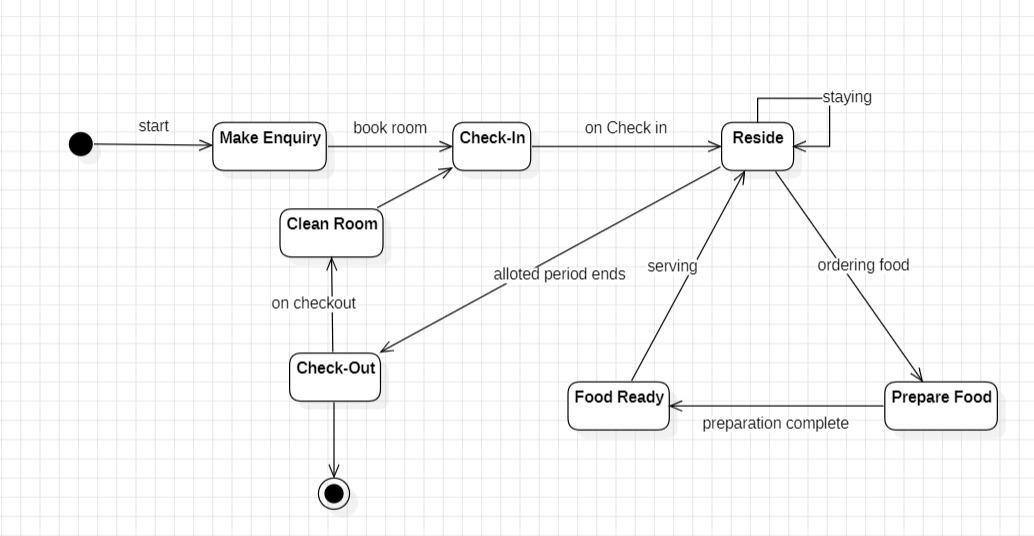 staying
start
book room
on Check in
Make Enquiry
Check-In
Reside
Clean Room
alloted period ends
serving
ordering food
on checkout
Check-Out
Food Ready
Prepare Food
preparation complete